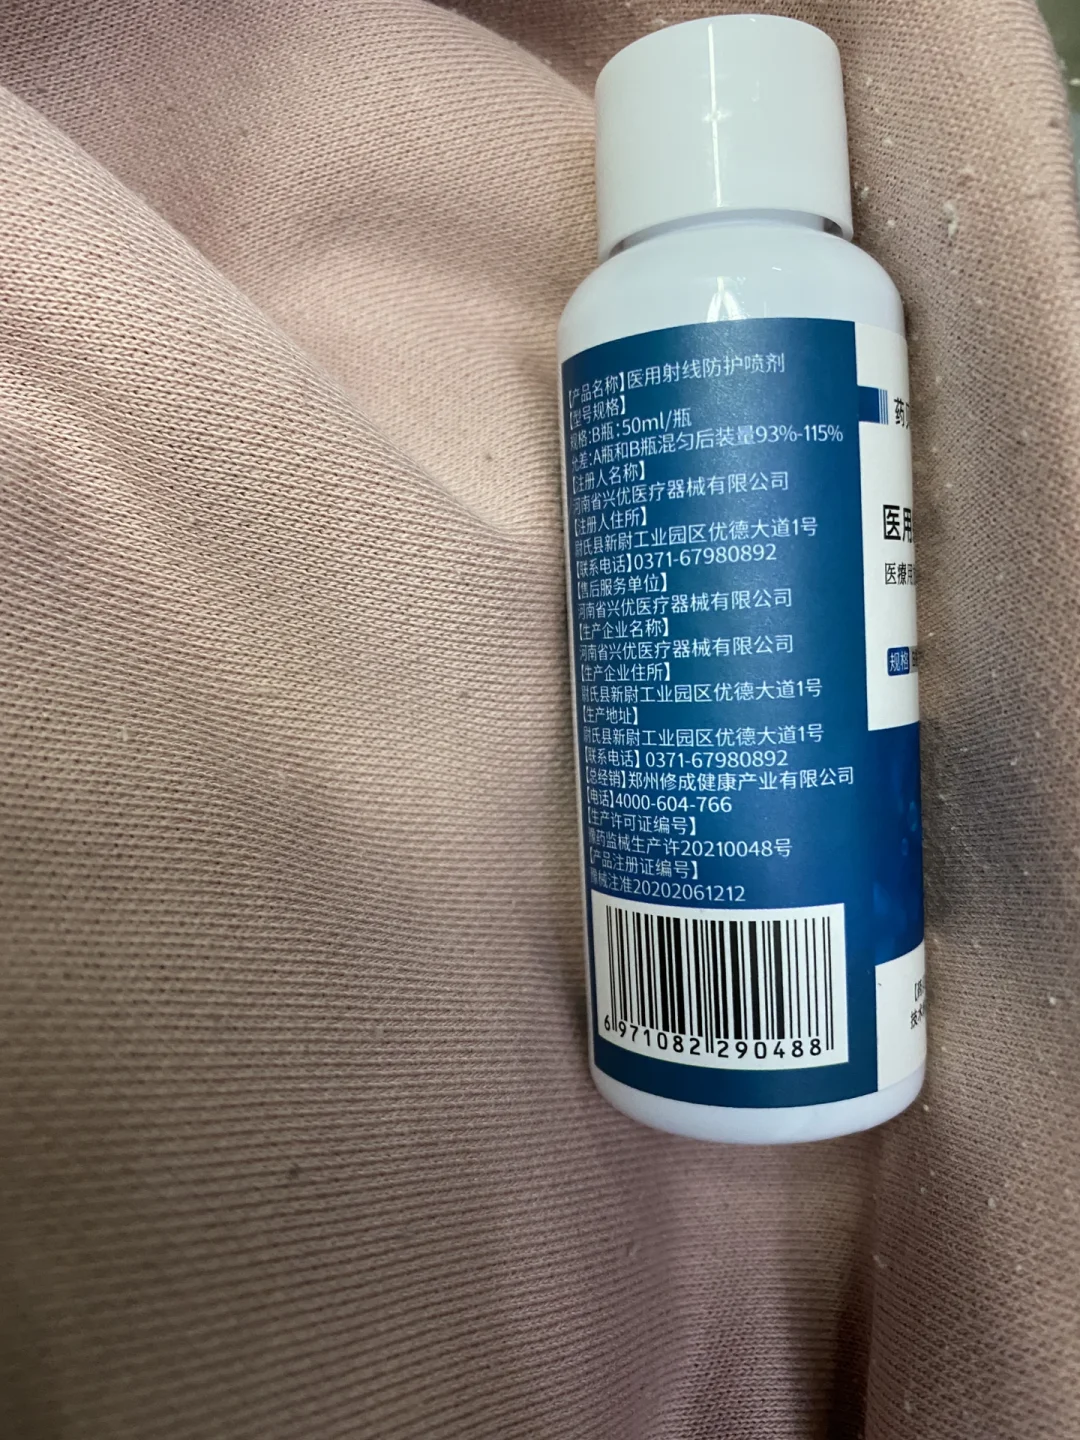 【产品名称】医用射线防护喷剂
【型号规格】
规格:B瓶:50ml/瓶
允差:A瓶和B瓶混匀后装量93%-115%
【注册人名称】
河南省兴优医疗器械有限公司
【注册人住所】
尉氏县新尉工业园区优德大道1号
【联系电话】0371-67980892
【售后服务单位】
河南省兴优医疗器械有限公司
【生产企业名称】
河南省兴优医疗器械有限公司
【生产企业住所】
尉氏县新尉工业园区优德大道1号
【生产地址】
尉氏县新尉工业园区优德大道1号
【联系电话】0371-67980892
【总经销】郑州修成健康产业有限公司
【电话】4000-604-766
【生产许可证编号】
豫药监械生产许20210048号
【产品注册证编号】
豫械注准20202061212
6 971082 290488
药
医用
医療用
规格
技术